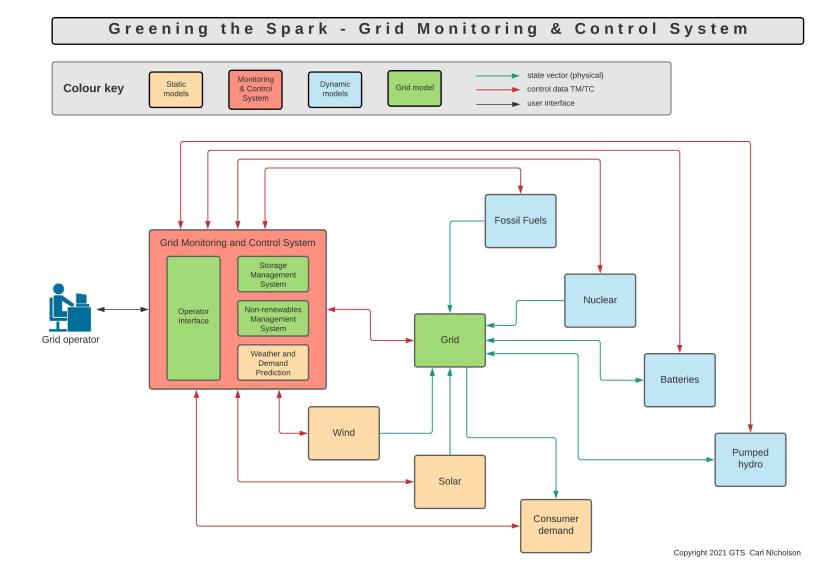 Greening the Spark - Grid Monitoring & Control System
Colour key
Static
models
Monitoring
& Control
System
Dynamic
models
Grid model
state vector (physical)
control data TM/TC
user interface
Fossil Fuels
Grid Monitoring and Control System
Storage
Management
System
Operator
Interface
Non-renewables
Management
System
Weather and
Demand
Prediction
Grid operator
Nuclear
Grid
Batteries
Wind
Pumped
hydro
Solar
Consumer
demand
Copyright 2021 GTS Carl NIcholson